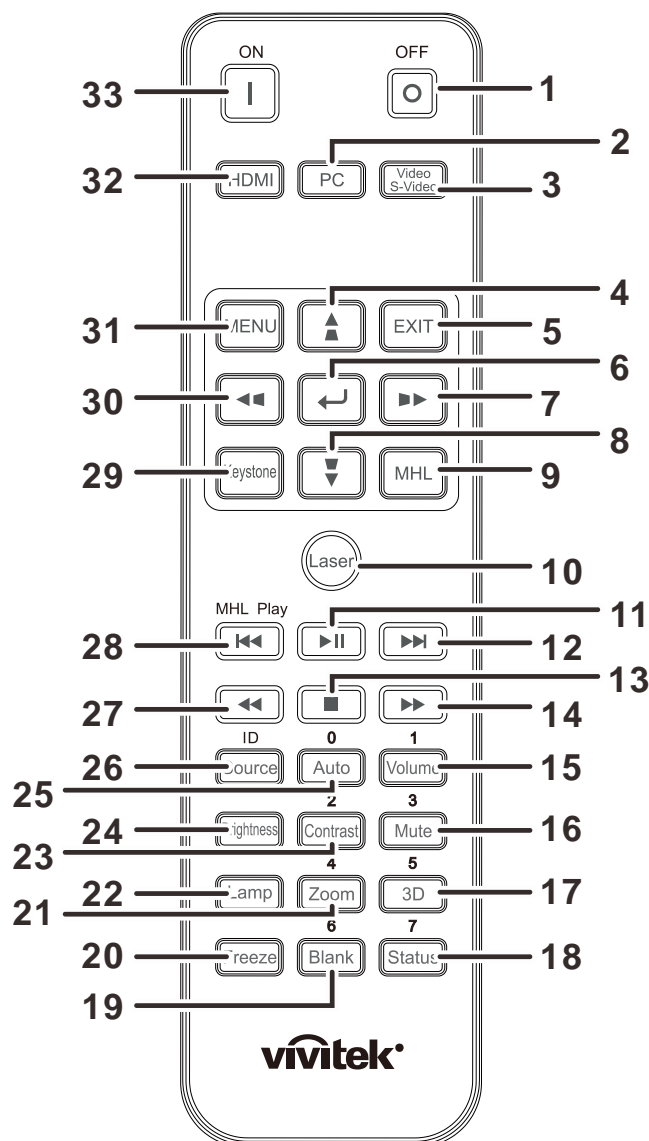 ON OFF
33 1
2
32 HDMI PC Video S-Video 3
4
31 MENU EXIT 5
6
30 7
8
29 Keystone MHL 9
Laser 10
MHL Play 11
28 12
13
27 14
ID 0 1
26 Source Auto Volume 15
25
2 3
24 Brightness Contrast Mute 16
23
4 5
22 Lamp Zoom 3D 17
21
6 7
20 Freeze Blank Status 18
19
vivitek